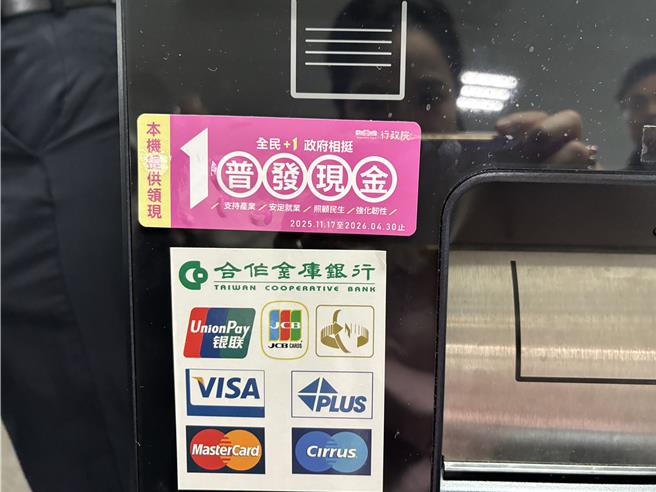 本機提供領現
全民+1 政府相挺
行政院
1
普發現金
支持產業／安定就業／照顧民生／強化韌性
2025.11.17至2026.04.30止
合作金庫銀行
TAIWAN COOPERATIVE BANK
UnionPay
银联
JCB
JCB CARDS
VISA
PLUS
MasterCard
Cirrus